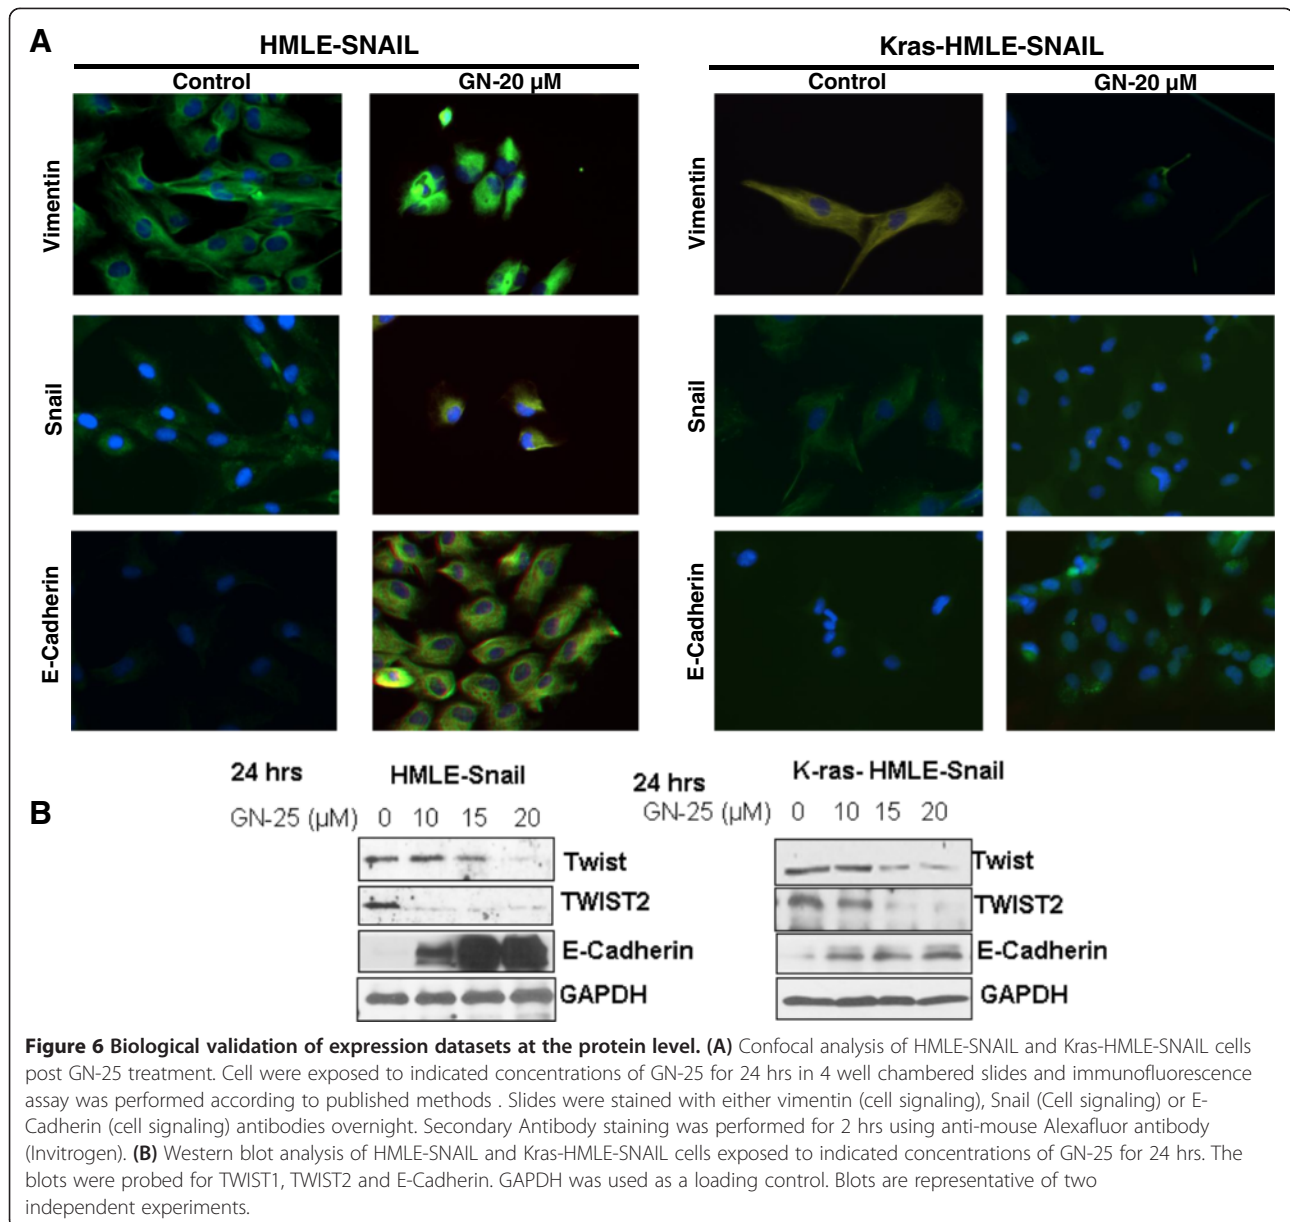 A
HMLE-SNAIL
Kras-HMLE-SNAIL
Control
GN-20 µM
Control
GN-20 µM
Vimentin
Vimentin
Snail
Snail
E-Cadherin
E-Cadherin
B
24 hrs
HMLE-Snail
GN-25 (µM) 0 10 15 20
Twist
TWIST2
E-Cadherin
GAPDH
24 hrs
K-ras- HMLE-Snail
GN-25 (µM) 0 10 15 20
Twist
TWIST2
E-Cadherin
GAPDH
Figure 6 Biological validation of expression datasets at the protein level. (A) Confocal analysis of HMLE-SNAIL and Kras-HMLE-SNAIL cells
post GN-25 treatment. Cell were exposed to indicated concentrations of GN-25 for 24 hrs in 4 well chambered slides and immunofluorescence
assay was performed according to published methods . Slides were stained with either vimentin (cell signaling), Snail (Cell signaling) or E-
Cadherin (cell signaling) antibodies overnight. Secondary Antibody staining was performed for 2 hrs using anti-mouse Alexafluor antibody
(Invitrogen). (B) Western blot analysis of HMLE-SNAIL and Kras-HMLE-SNAIL cells exposed to indicated concentrations of GN-25 for 24 hrs. The
blots were probed for TWIST1, TWIST2 and E-Cadherin. GAPDH was used as a loading control. Blots are representative of two
independent experiments.